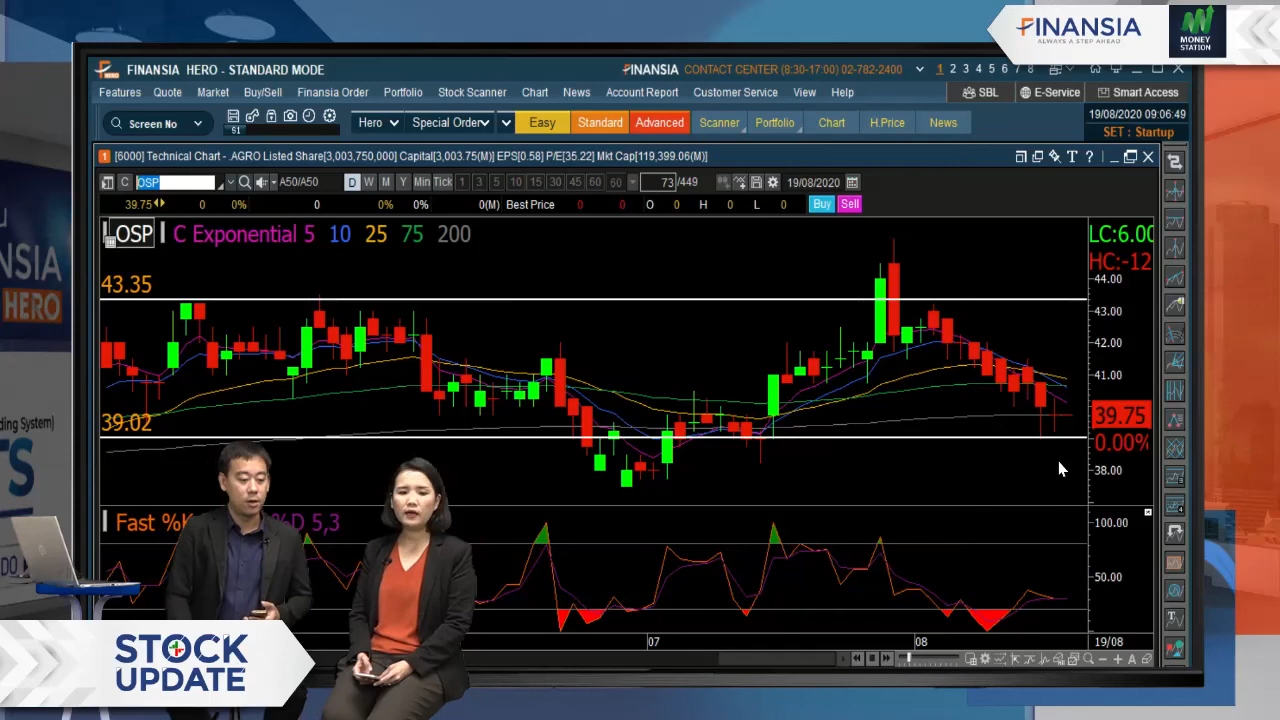 FINANSIA
ALWAYS A STEP AHEAD
MONEY
STATION
FINANSIA HERO - STANDARD MODE
FINANSIA CONTACT CENTER (8:30-17:00) 02-782-2400
1 2 3 4 5 6 7 8
Features Quote Market Buy/Sell Finansia Order Portfolio Stock Scanner Chart News Account Report Customer Service View Help
SBL E-Service Smart Access
Screen No
S1
Hero Special Order Easy Standard Advanced Scanner Portfolio Chart H.Price News
19/08/2020 09:06:49
SET : Startup
1 [6000] Technical Chart - .AGRO Listed Share[3,003,750,000] Capital[3,003.75(M)] EPS[0.58] P/E[35.22] Mkt Cap[119,399.06(M)]
C OSP A50/A50 D W M Y Min Tick 1 3 5 10 15 30 45 60 60 73 /449 19/08/2020
39.75 0 0% 0 0% 0% 0(M) Best Price 0 0 O 0 H 0 L 0 Buy Sell
OSP C Exponential 5 10 25 75 200
LC:6.00
HC:-12
43.35
39.02
44.00
43.00
42.00
41.00
39.75
0.00%
38.00
Fast %K %D 5,3
100.00
50.00
07 08 19/08
FINANSIA
HERO
ding System)
TS
DO
STOCK
UPDATE